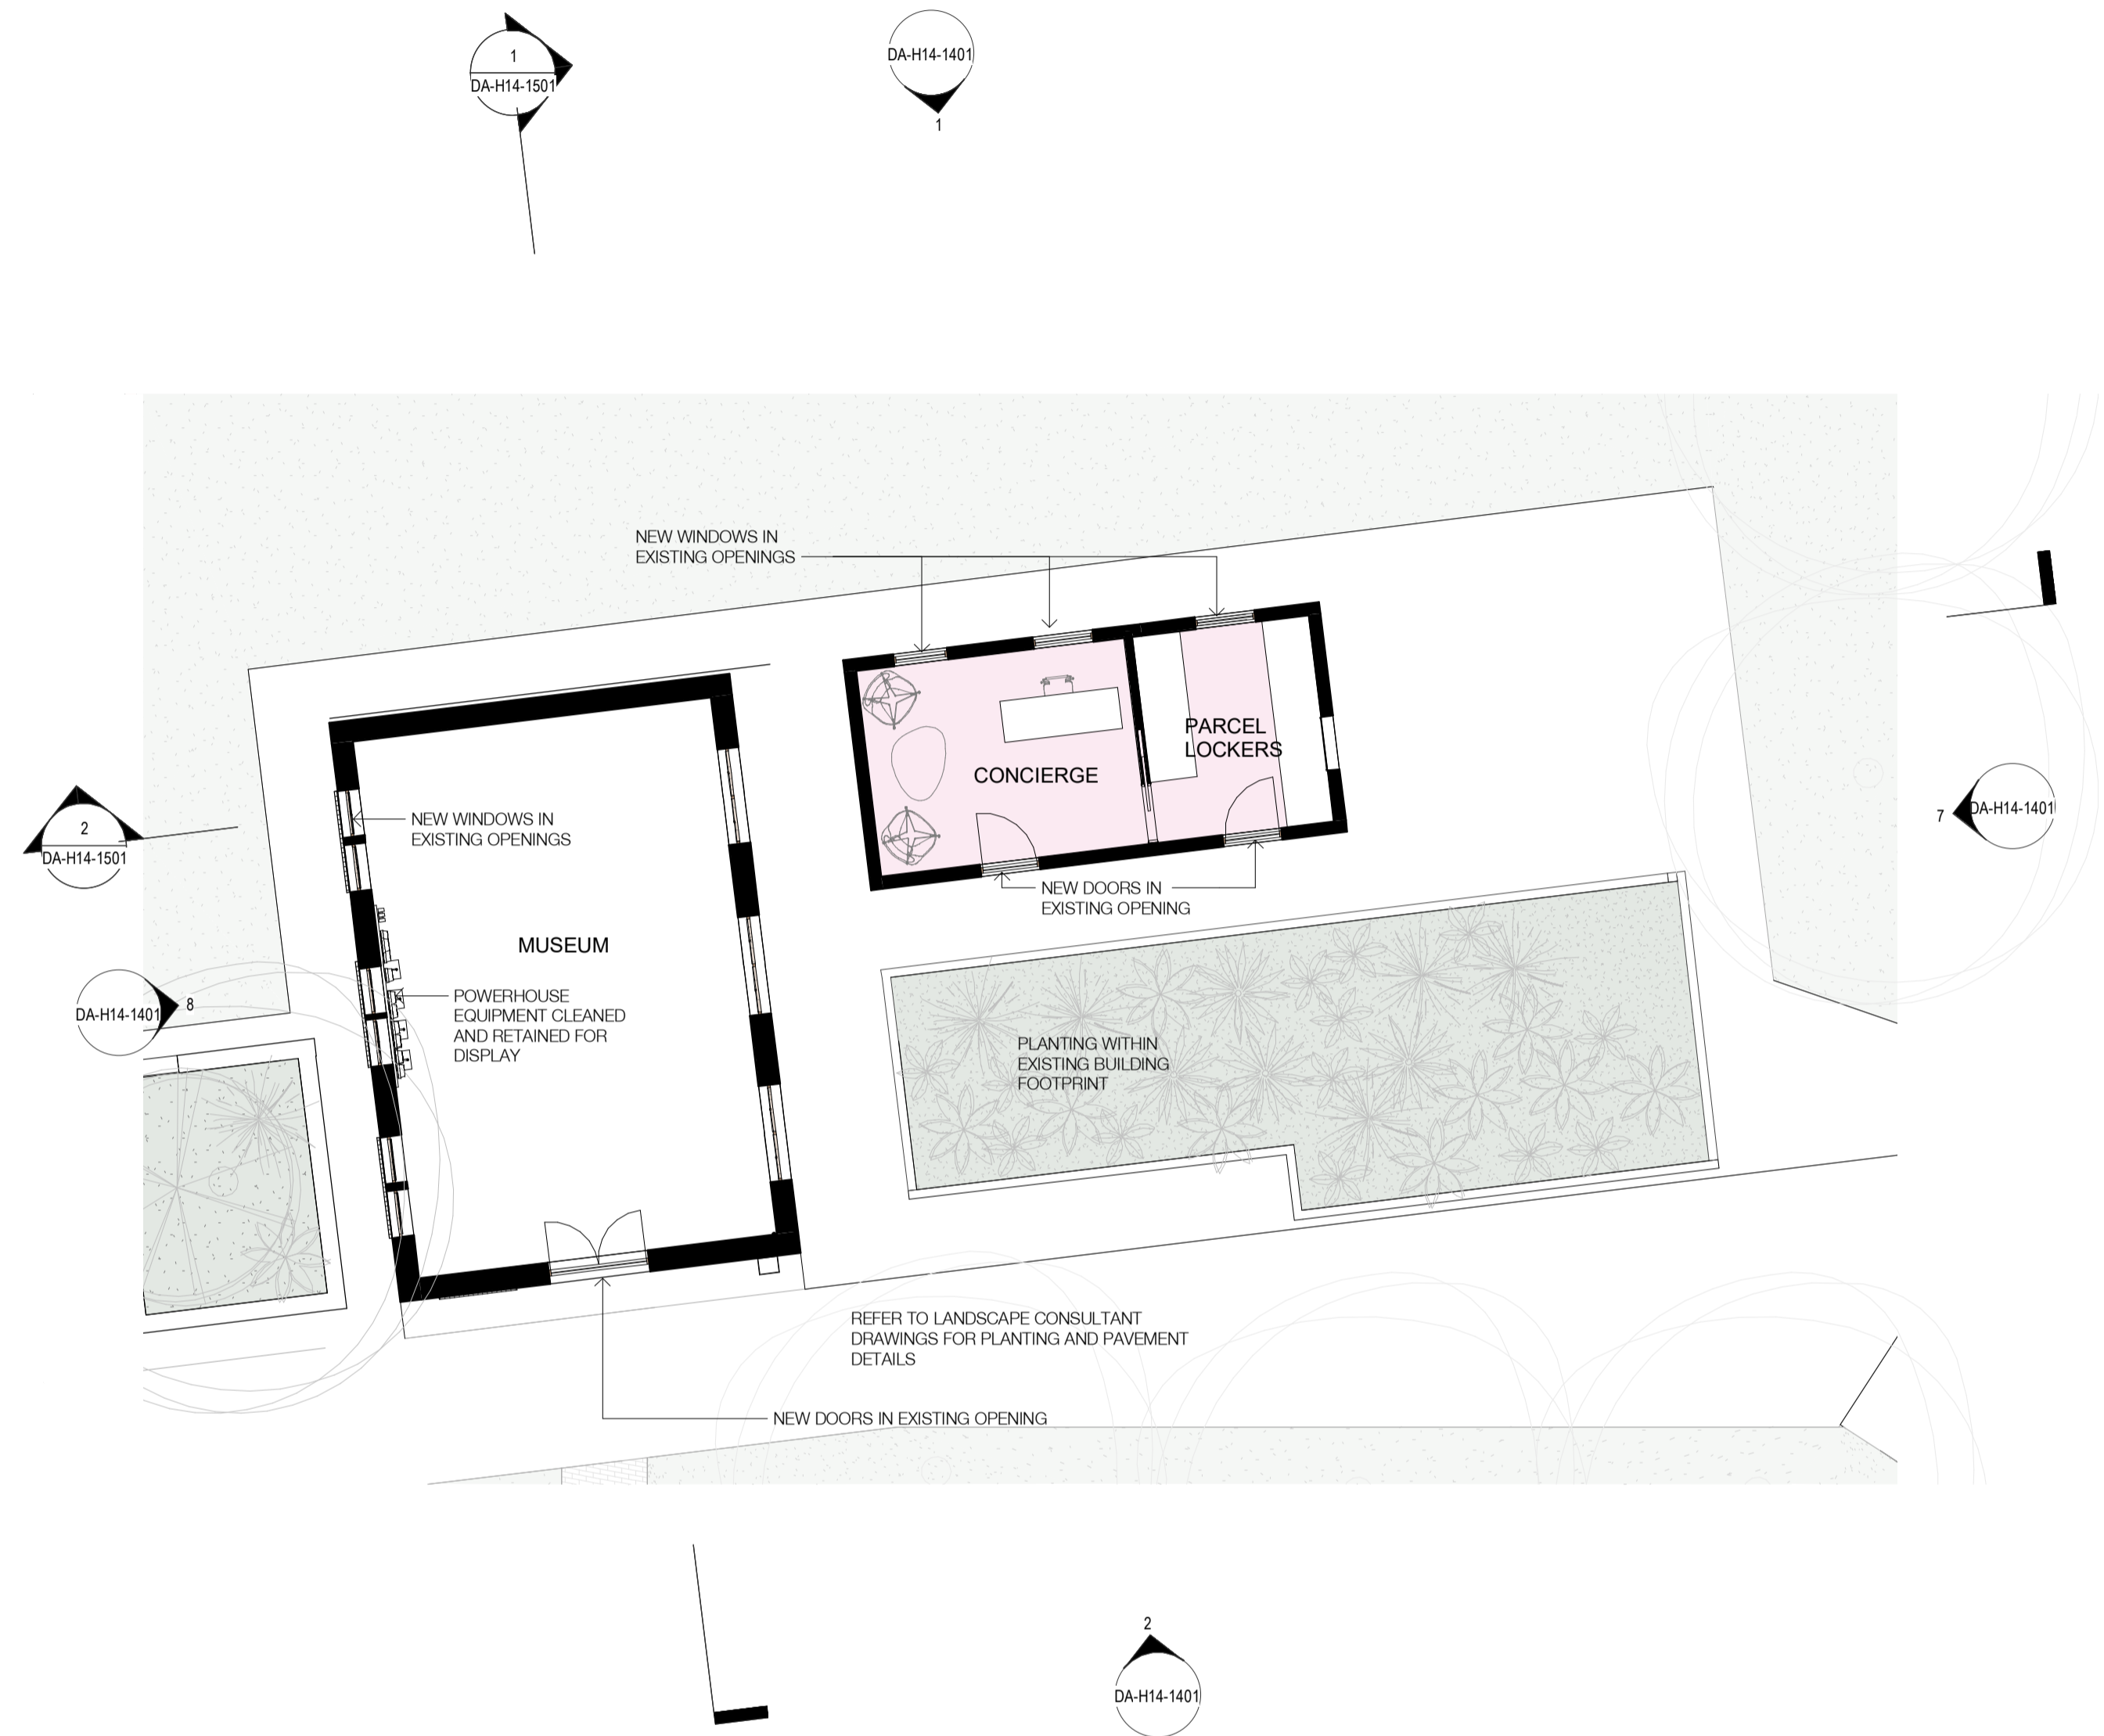 1
DA-H14-1501
DA-H14-1401
1
NEW WINDOWS IN
EXISTING OPENINGS
PARCEL
LOCKERS
CONCIERGE
NEW WINDOWS IN
EXISTING OPENINGS
2
DA-H14-1501
7
DA-H14-1401
NEW DOORS IN
EXISTING OPENING
MUSEUM
POWERHOUSE
EQUIPMENT CLEANED
AND RETAINED FOR
DISPLAY
DA-H14-1401
8
PLANTING WITHIN
EXISTING BUILDING
FOOTPRINT
REFER TO LANDSCAPE CONSULTANT
DRAWINGS FOR PLANTING AND PAVEMENT
DETAILS
NEW DOORS IN EXISTING OPENING
2
DA-H14-1401